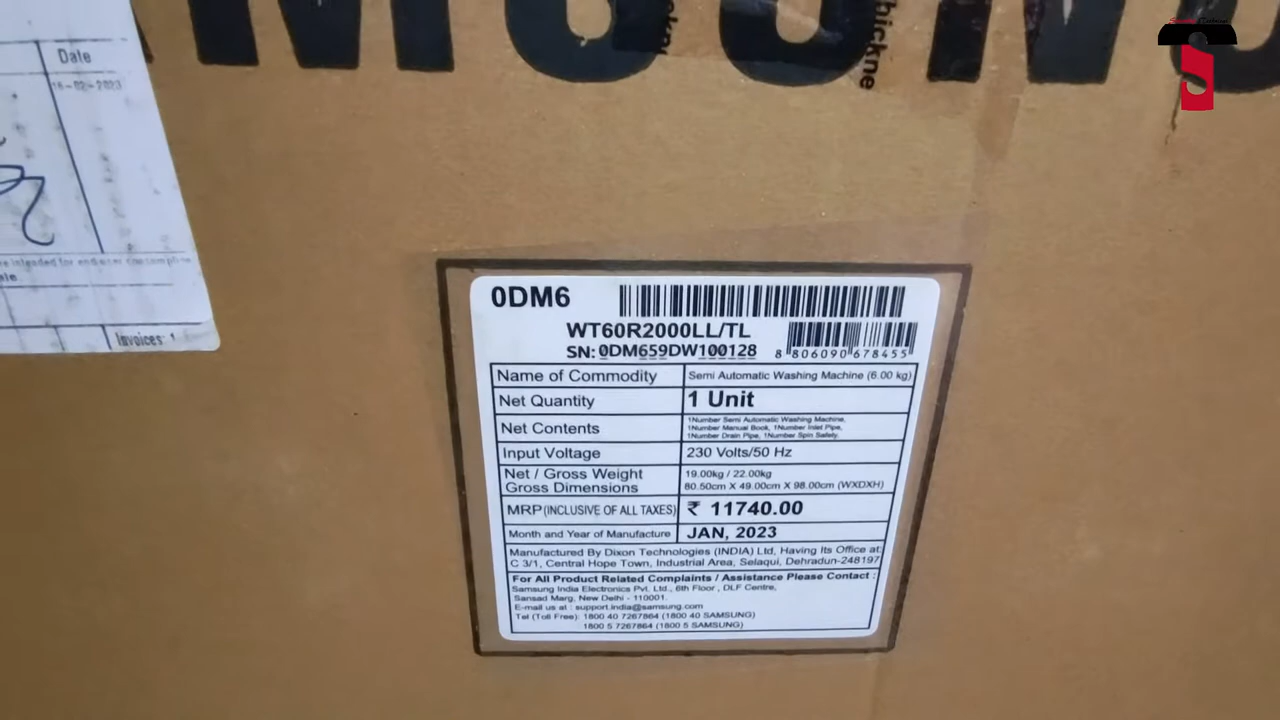 SAMSUNG
Date
16-02-2023
Invoices: 1
0DM6
WT60R2000LL/TL
SN: 0DM659DW100128
8 806090 678455
Name of Commodity Semi Automatic Washing Machine (6.00 kg)
Net Quantity 1 Unit
Net Contents 1Number Semi Automatic Washing Machine,
1Number Manual Book, 1Number Inlet Pipe,
1Number Drain Pipe, 1Number Spin Safety.
Input Voltage 230 Volts/50 Hz
Net / Gross Weight 19.00kg / 22.00kg
Gross Dimensions 80.50cm X 49.00cm X 98.00cm (WXDXH)
MRP(INCLUSIVE OF ALL TAXES) ₹ 11740.00
Month and Year of Manufacture JAN, 2023
Manufactured By Dixon Technologies (INDIA) Ltd, Having Its Office at:
C 3/1, Central Hope Town, Industrial Area, Selaqui, Dehradun-248197
For All Product Related Complaints / Assistance Please Contact :
Samsung India Electronics Pvt. Ltd., 6th Floor , DLF Centre,
Sansad Marg, New Delhi - 110001.
E-mail us at : support.india@samsung.com
Tel (Toll Free): 1800 40 7267864 (1800 40 SAMSUNG)
1800 5 7267864 (1800 5 SAMSUNG)